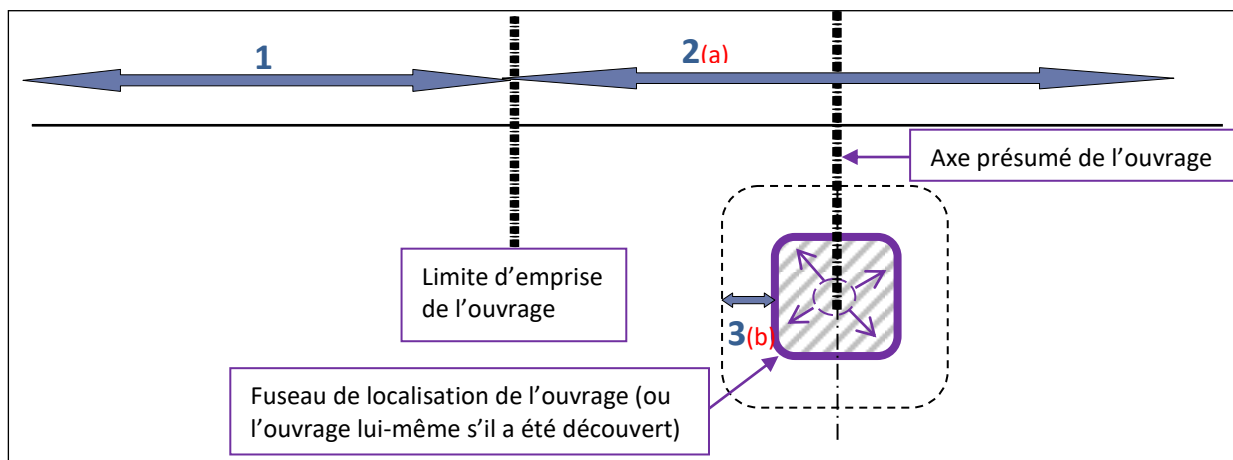 1
2(a)
Axe présumé de l’ouvrage
Limite d’emprise
de l’ouvrage
3(b)
Fuseau de localisation de l’ouvrage (ou
l’ouvrage lui-même s’il a été découvert)